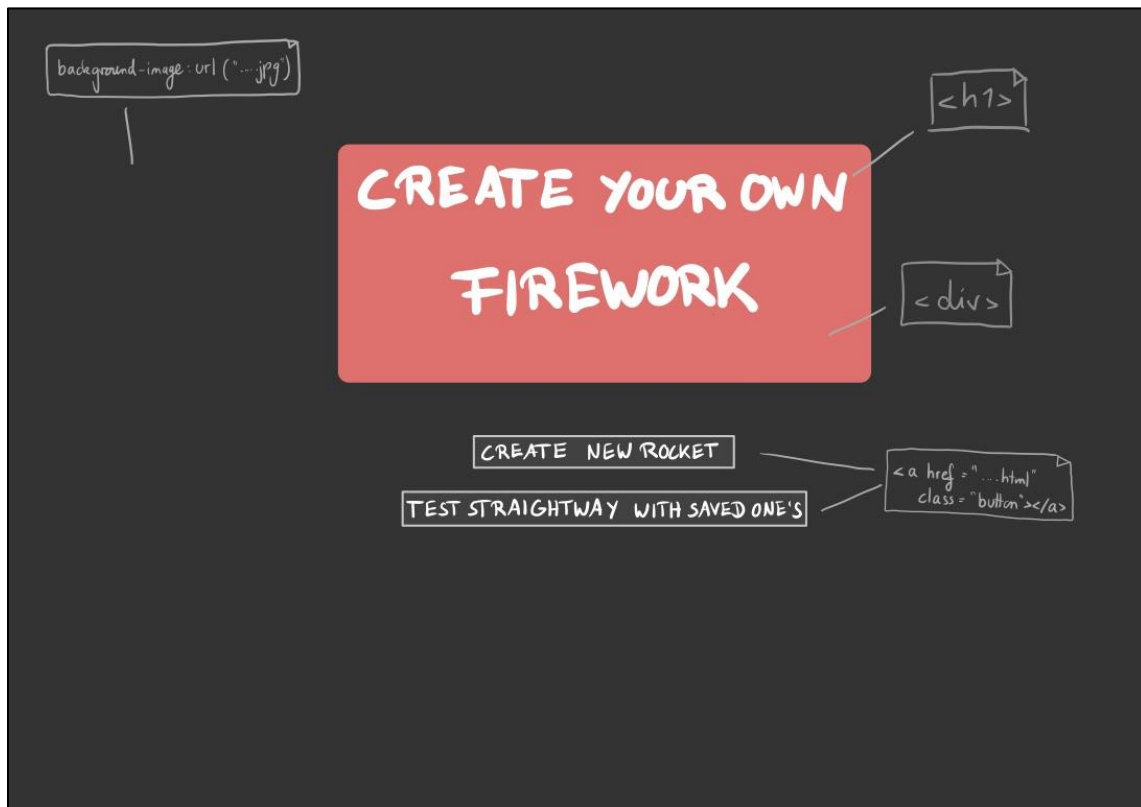 background-image: url ("....jpg")
<h1>
CREATE YOUR OWN
FIREWORK
<div>
CREATE NEW ROCKET
TEST STRAIGHTWAY WITH SAVED ONE'S
<a href = "....html"
class = "button"></a>